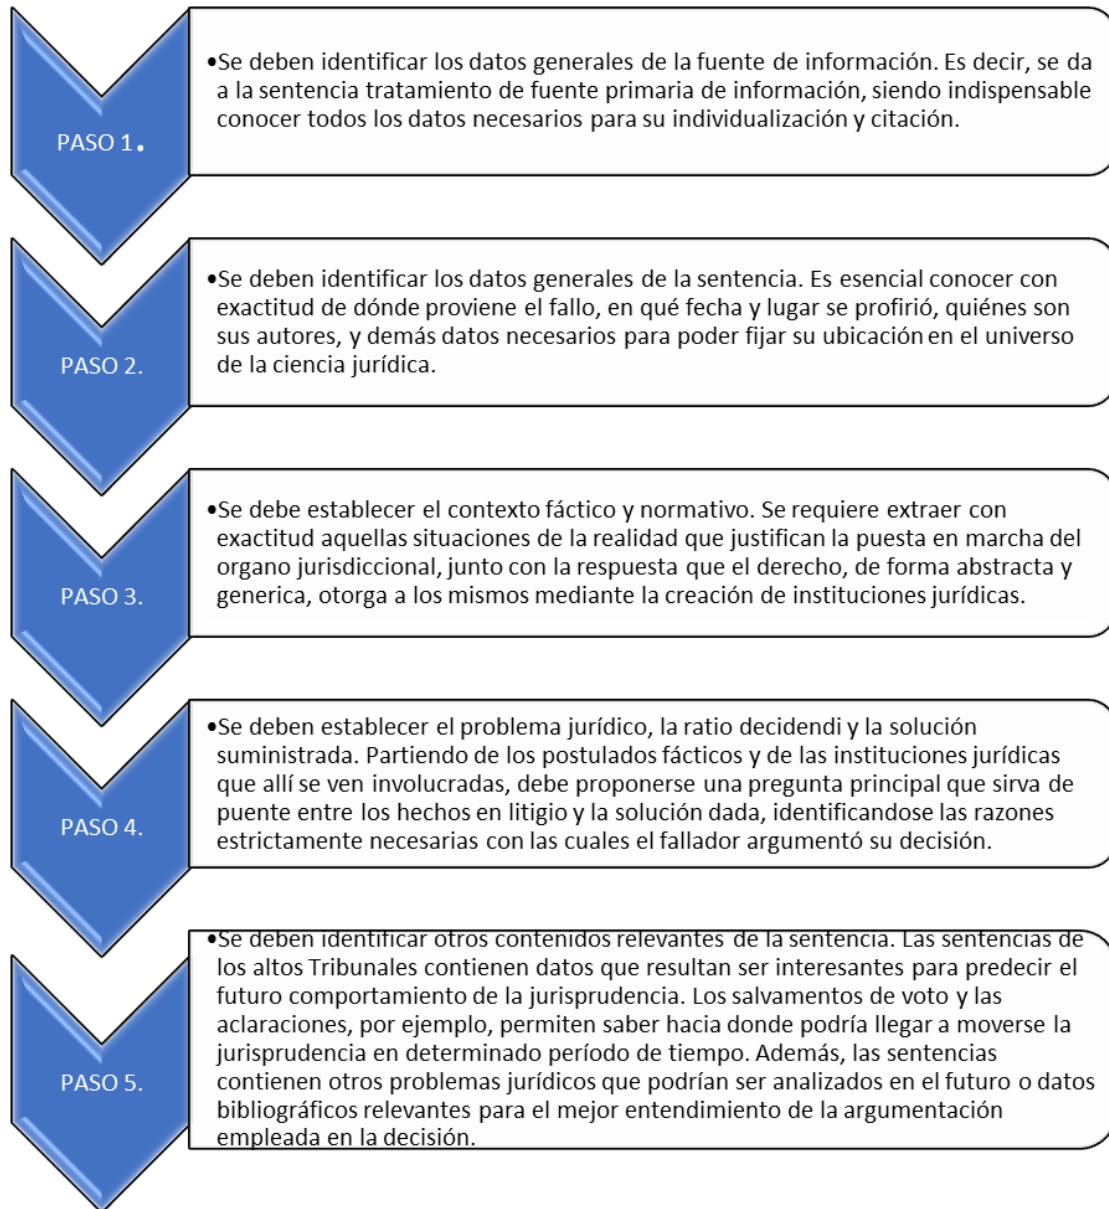 •Se deben identificar los datos generales de la fuente de información. Es decir, se da
a la sentencia tratamiento de fuente primaria de información, siendo indispensable
conocer todos los datos necesarios para su individualización y citación.
PASO 1.
•Se deben identificar los datos generales de la sentencia. Es esencial conocer con
exactitud de dónde proviene el fallo, en qué fecha y lugar se profirió, quiénes son
sus autores, y demás datos necesarios para poder fijar su ubicación en el universo
de la ciencia jurídica.
PASO 2.
•Se debe establecer el contexto fáctico y normativo. Se requiere extraer con
exactitud aquellas situaciones de la realidad que justifican la puesta en marcha del
organo jurisdiccional, junto con la respuesta que el derecho, de forma abstracta y
generica, otorga a los mismos mediante la creación de instituciones jurídicas.
PASO 3.
•Se deben establecer el problema jurídico, la ratio decidendi y la solución
suministrada. Partiendo de los postulados fácticos y de las instituciones jurídicas
que allí se ven involucradas, debe proponerse una pregunta principal que sirva de
puente entre los hechos en litigio y la solución dada, identificandose las razones
estrictamente necesarias con las cuales el fallador argumentó su decisión.
PASO 4.
•Se deben identificar otros contenidos relevantes de la sentencia. Las sentencias de
los altos Tribunales contienen datos que resultan ser interesantes para predecir el
futuro comportamiento de la jurisprudencia. Los salvamentos de voto y las
aclaraciones, por ejemplo, permiten saber hacia donde podría llegar a moverse la
jurisprudencia en determinado período de tiempo. Además, las sentencias
contienen otros problemas jurídicos que podrían ser analizados en el futuro o datos
bibliográficos relevantes para el mejor entendimiento de la argumentación
empleada en la decisión.
PASO 5.